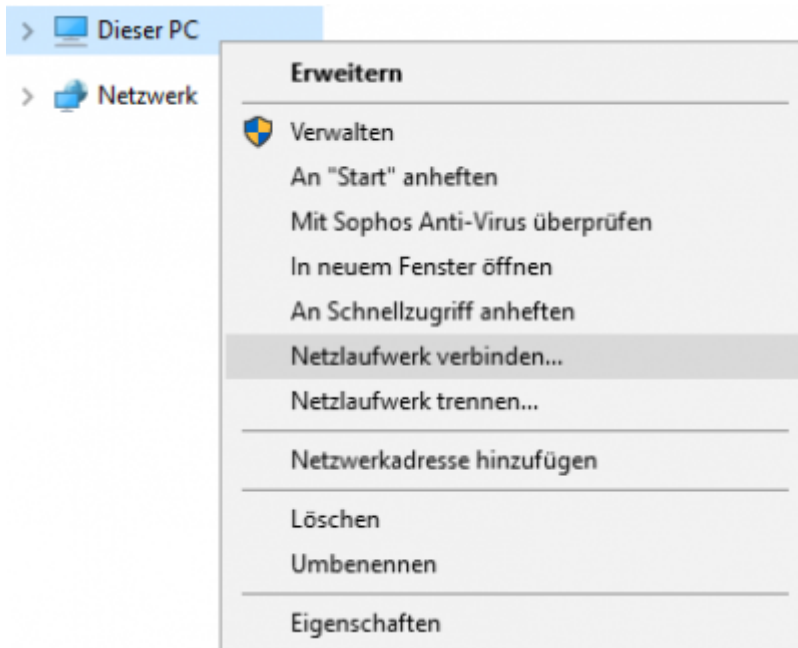 Dieser PC
Netzwerk
Erweitern
Verwalten
An "Start" anheften
Mit Sophos Anti-Virus überprüfen
In neuem Fenster öffnen
An Schnellzugriff anheften
Netzlaufwerk verbinden...
Netzlaufwerk trennen...
Netzwerkadresse hinzufügen
Löschen
Umbenennen
Eigenschaften